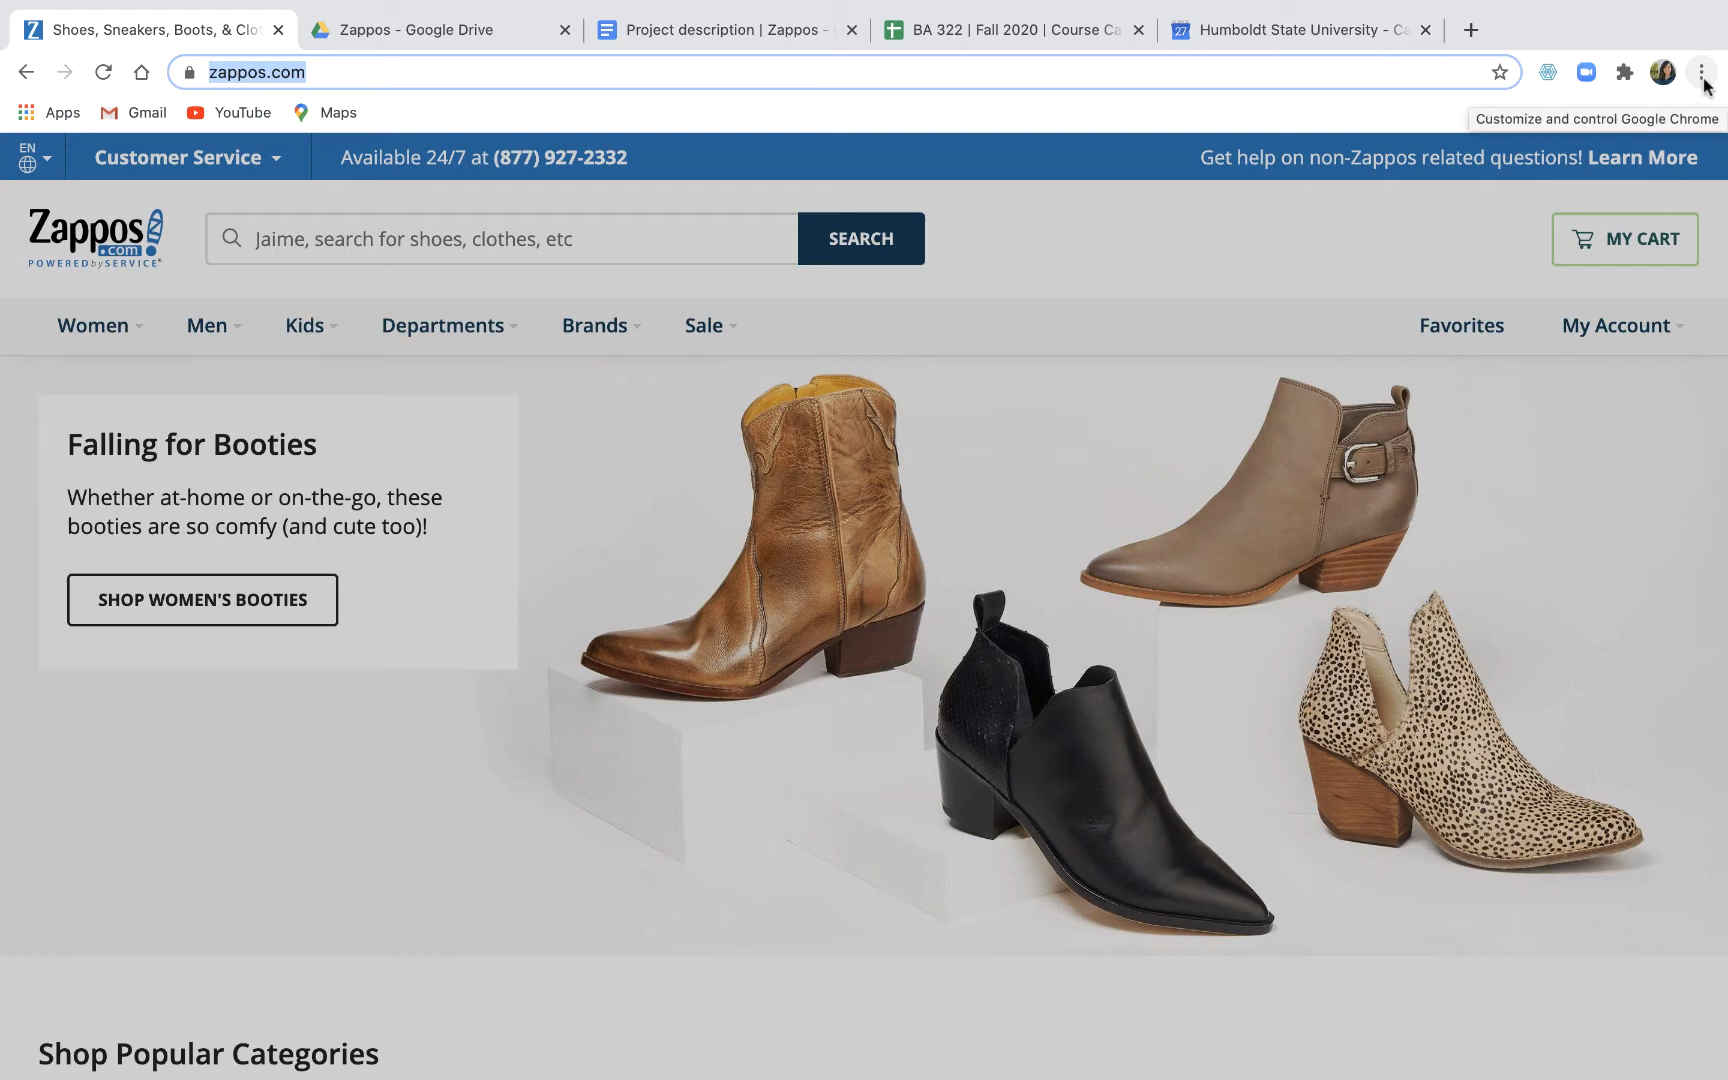 Shoes, Sneakers, Boots, & Clot
Zappos - Google Drive
Project description | Zappos -
BA 322 | Fall 2020 | Course Ca
Humboldt State University - Ca
27
zappos.com
Apps
Gmail
YouTube
Maps
Customize and control Google Chrome
EN
Customer Service
Available 24/7 at (877) 927-2332
Get help on non-Zappos related questions! Learn More
Zappos
.com
POWERED by SERVICE®
Jaime, search for shoes, clothes, etc
SEARCH
MY CART
Women
Men
Kids
Departments
Brands
Sale
Favorites
My Account
Falling for Booties
Whether at-home or on-the-go, these
booties are so comfy (and cute too)!
SHOP WOMEN'S BOOTIES
Shop Popular Categories